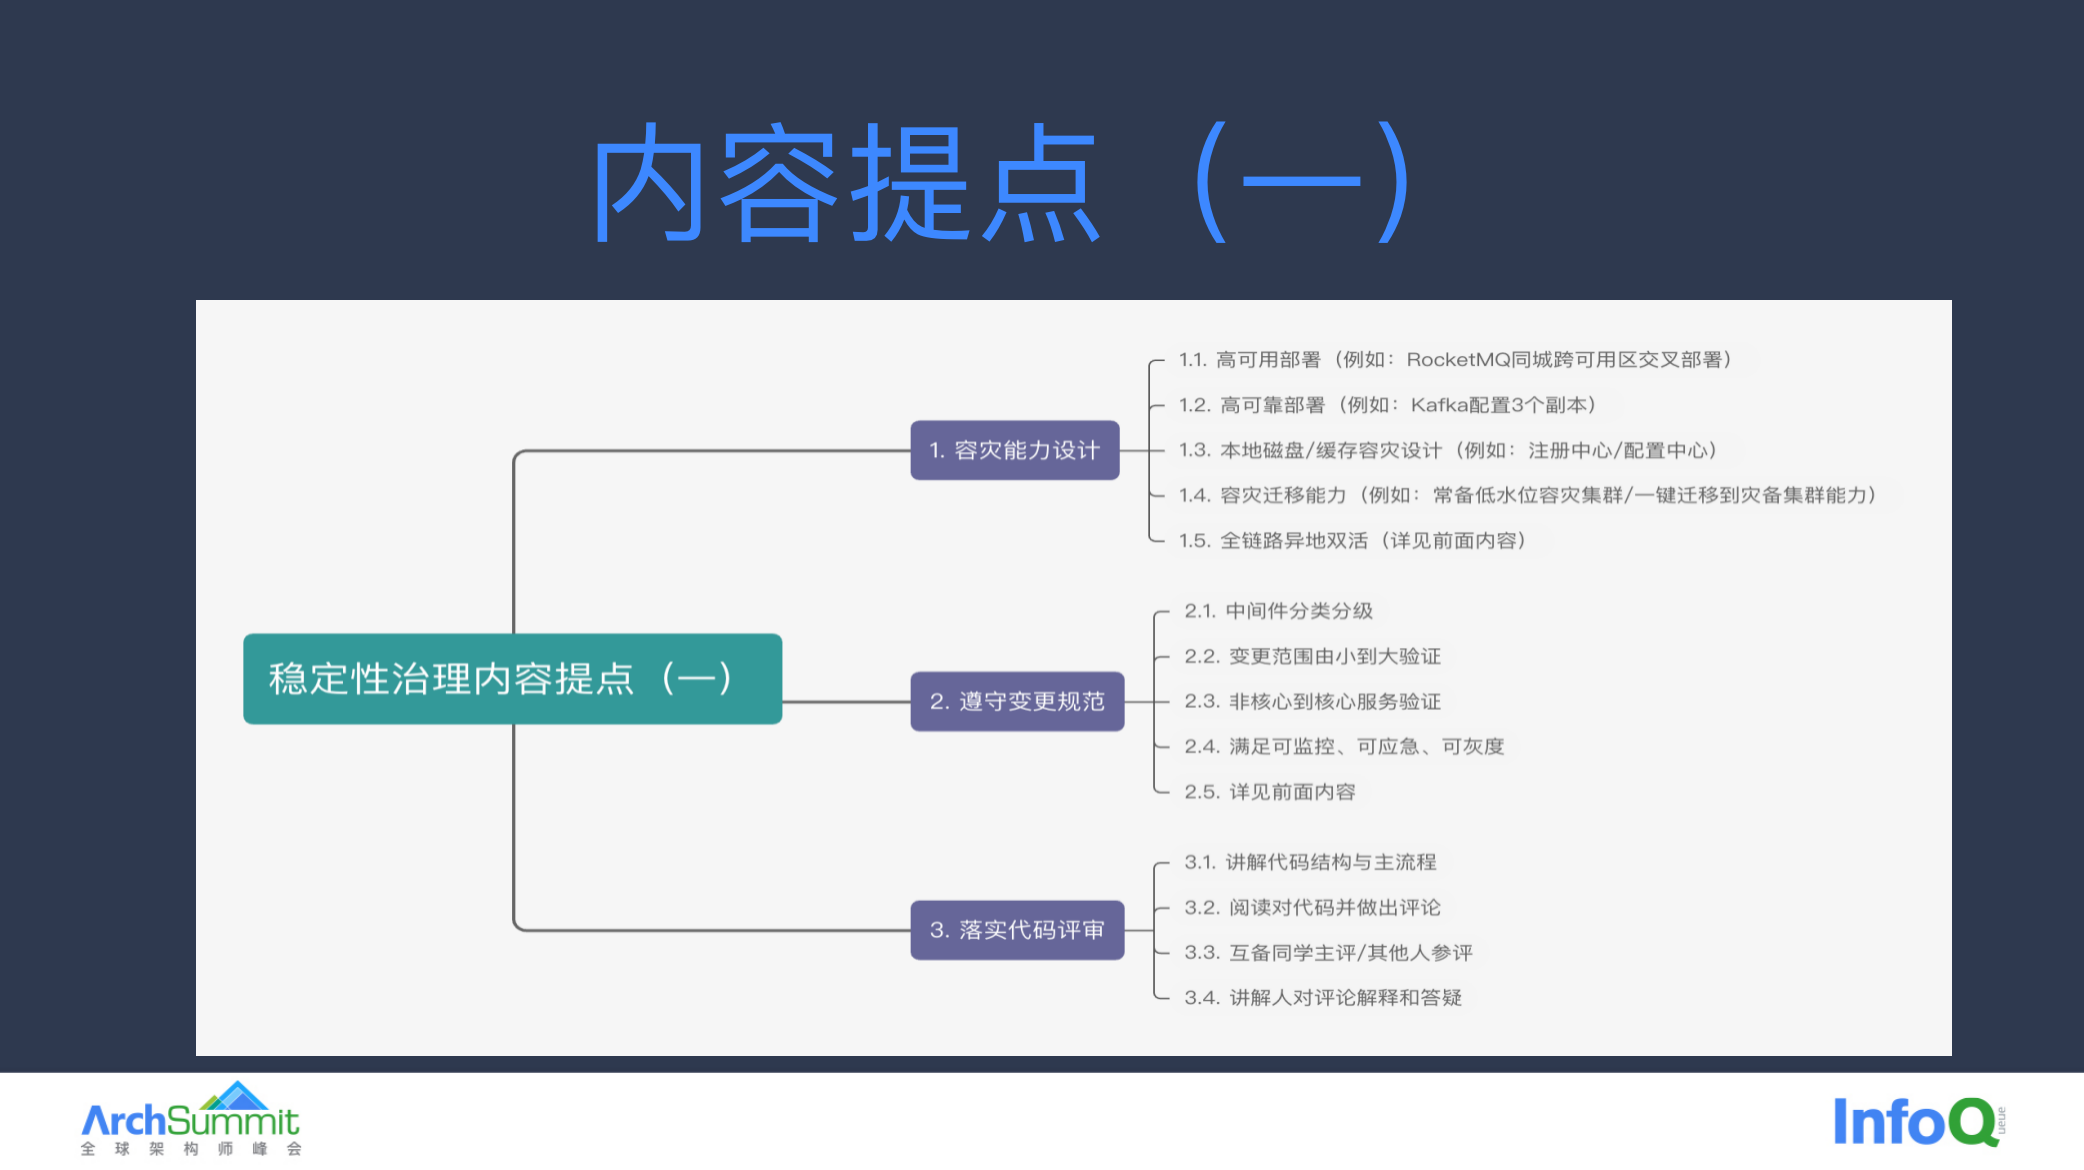 内容提点（一）
1. 容灾能力设计
1.1. 高可用部署（例如：RocketMQ同城跨可用区交叉部署）
1.2. 高可靠部署（例如：Kafka配置3个副本）
1.3. 本地磁盘/缓存容灾设计（例如：注册中心/配置中心）
1.4. 容灾迁移能力（例如：常备低水位容灾集群/一键迁移到灾备集群能力）
1.5. 全链路异地双活（详见前面内容）
稳定性治理内容提点（一）
2. 遵守变更规范
2.1. 中间件分类分级
2.2. 变更范围由小到大验证
2.3. 非核心到核心服务验证
2.4. 满足可监控、可应急、可灰度
2.5. 详见前面内容
3. 落实代码评审
3.1. 讲解代码结构与主流程
3.2. 阅读对代码并做出评论
3.3. 互备同学主评/其他人参评
3.4. 讲解人对评论解释和答疑
ArchSummit
全球架构师峰会
InfoQ
ueue